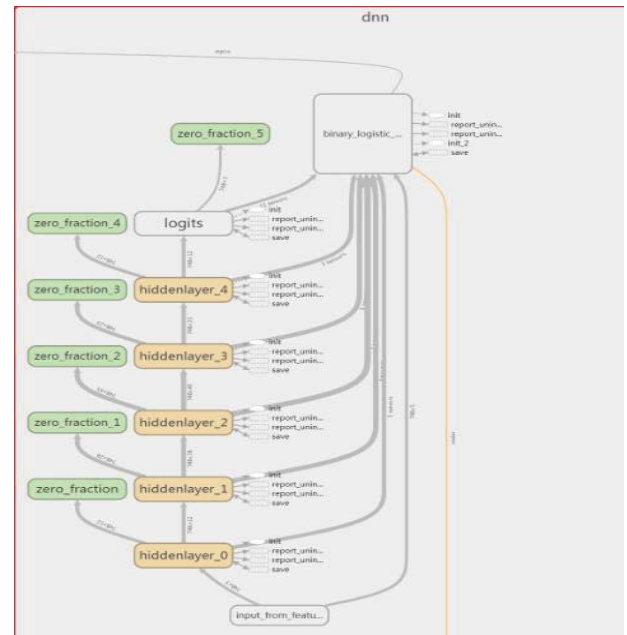 dnn
init
report_unin...
report_unin...
init_2
save
binary_logistic_...
zero_fraction_5
zero_fraction_4
logits
init
report_unin...
report_unin...
save
zero_fraction_3
hiddenlayer_4
init
report_unin...
report_unin...
save
zero_fraction_2
hiddenlayer_3
init
report_unin...
report_unin...
save
zero_fraction_1
hiddenlayer_2
init
report_unin...
report_unin...
save
zero_fraction
hiddenlayer_1
init
report_unin...
report_unin...
save
hiddenlayer_0
init
report_unin...
report_unin...
save
input_from_featu...